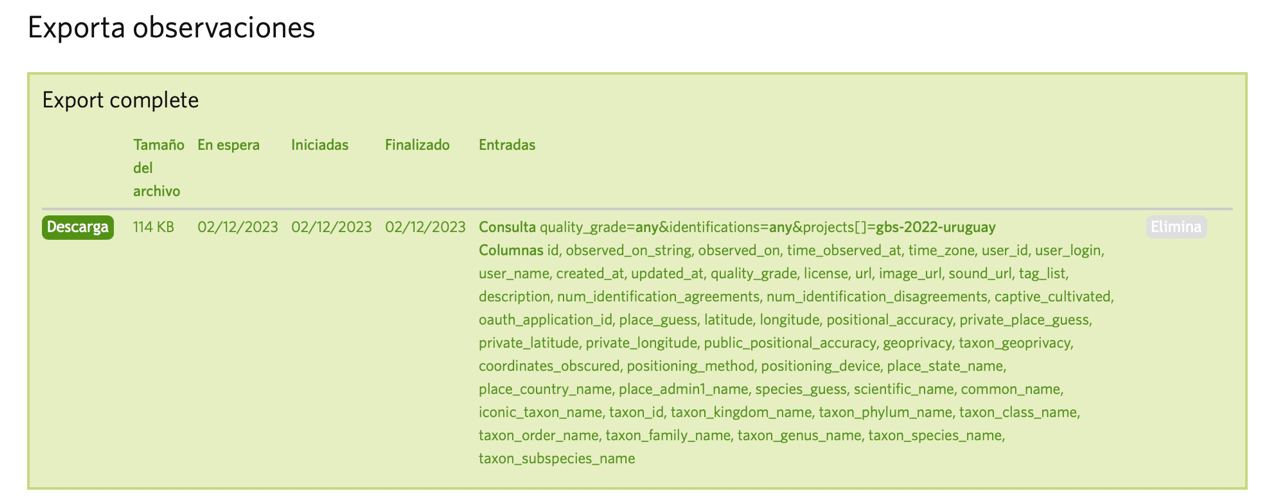 Exporta observaciones
Export complete
Tamaño del archivo
En espera
Iniciadas
Finalizado
Entradas
Descarga
114 KB
02/12/2023
02/12/2023
02/12/2023
Consulta quality_grade=any&identifications=any&projects[]=gbs-2022-uruguay
Columnas id, observed_on_string, observed_on, time_observed_at, time_zone, user_id, user_login,
user_name, created_at, updated_at, quality_grade, license, url, image_url, sound_url, tag_list,
description, num_identification_agreements, num_identification_disagreements, captive_cultivated,
oauth_application_id, place_guess, latitude, longitude, positional_accuracy, private_place_guess,
private_latitude, private_longitude, public_positional_accuracy, geoprivacy, taxon_geoprivacy,
coordinates_obscured, positioning_method, positioning_device, place_state_name,
place_country_name, place_admin1_name, species_guess, scientific_name, common_name,
iconic_taxon_name, taxon_id, taxon_kingdom_name, taxon_phylum_name, taxon_class_name,
taxon_order_name, taxon_family_name, taxon_genus_name, taxon_species_name,
taxon_subspecies_name
Elimina